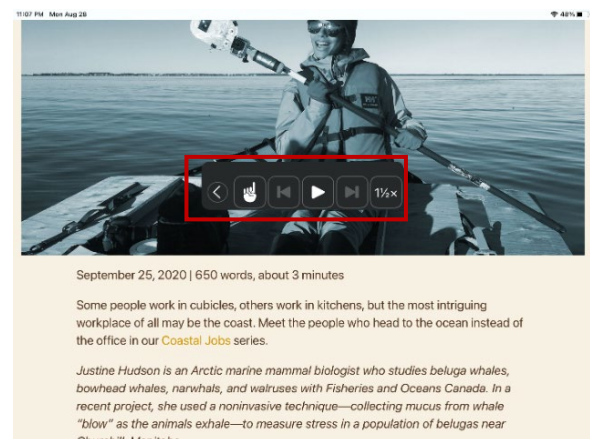 11:07 PM Mon Aug 28
48%
1½×
September 25, 2020 | 650 words, about 3 minutes
Some people work in cubicles, others work in kitchens, but the most intriguing
workplace of all may be the coast. Meet the people who head to the ocean instead of
the office in our Coastal Jobs series.
Justine Hudson is an Arctic marine mammal biologist who studies beluga whales,
bowhead whales, narwhals, and walruses with Fisheries and Oceans Canada. In a
recent project, she used a noninvasive technique—collecting mucus from whale
“blow” as the animals exhale—to measure stress in a population of belugas near